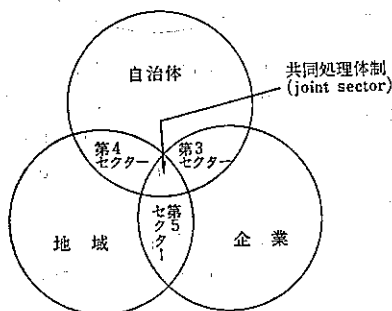 自治体
共同処理体制
(joint sector)
第4
セクター
第3
セクター
第5
セクター
地域
企業